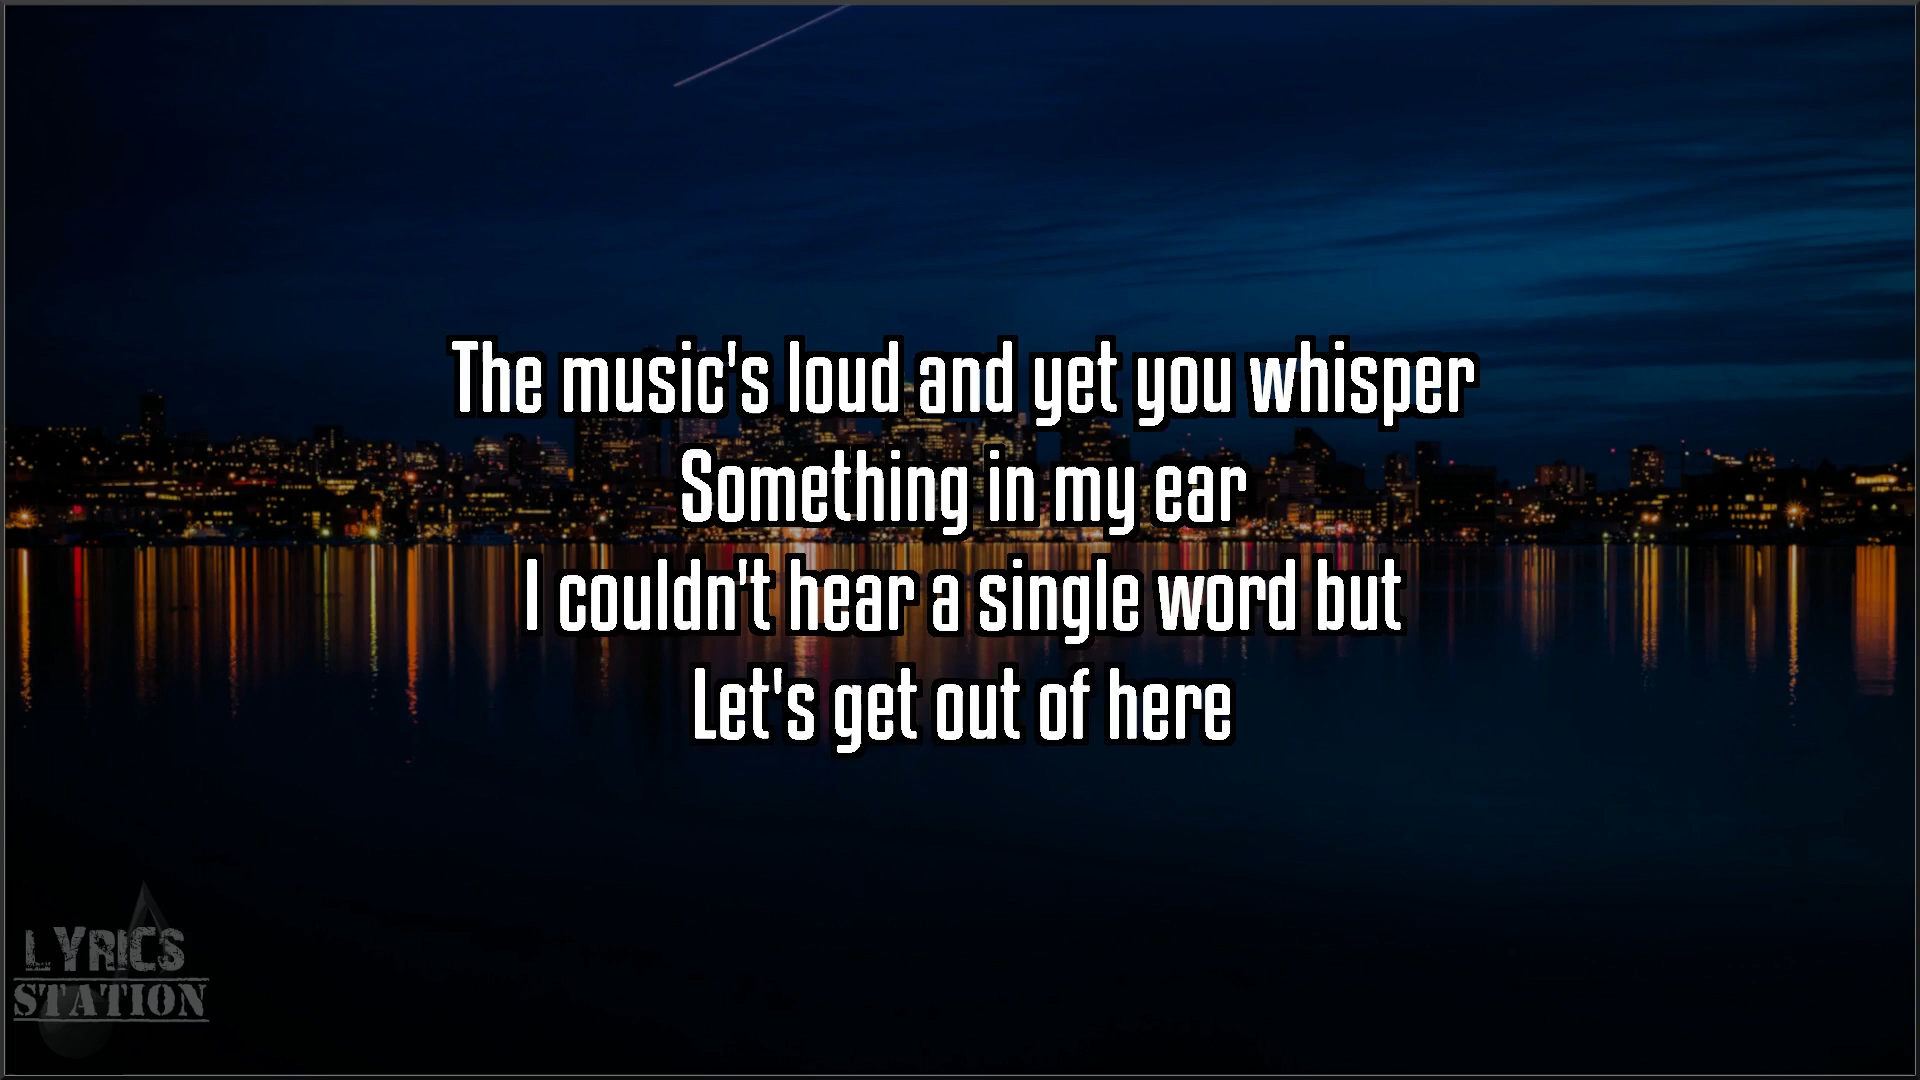 The music's loud and yet you whisper
Something in my ear
I couldn't hear a single word but
Let's get out of here
LYRICS
STATION